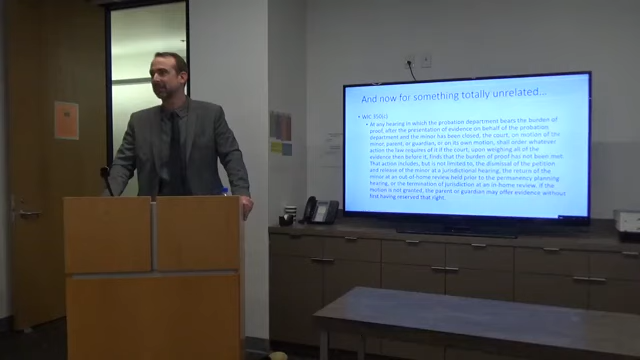 And now for something totally unrelated...
• WIC 350(c)
• At any hearing in which the probation department bears the burden of
proof, after the presentation of evidence on behalf of the probation
department and the minor has been closed, the court, on motion of the
minor, parent, or guardian, or on its own motion, shall order whatever
action the law requires of it if the court, upon weighing all of the
evidence then before it, finds that the burden of proof has not been met.
That action includes, but is not limited to, the dismissal of the petition
and release of the minor at a jurisdictional hearing, the return of the
minor at an out-of-home review held prior to the permanency planning
hearing, or the termination of jurisdiction at an in-home review. If the
motion is not granted, the parent or guardian may offer evidence without
first having reserved that right.